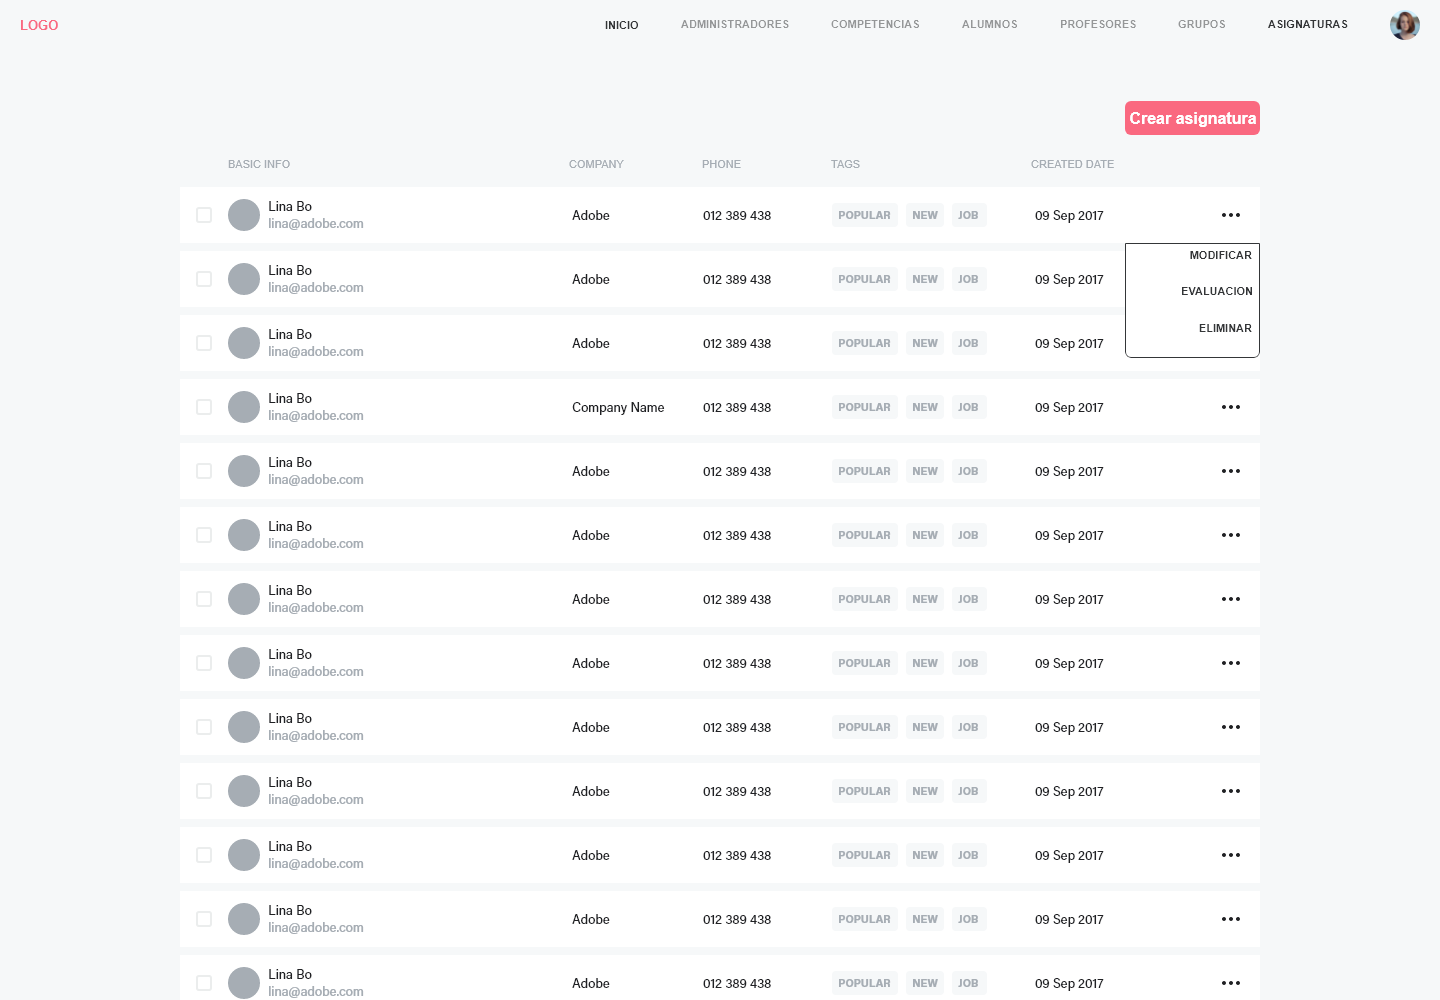 LOGO INICIO ADMINISTRADORES COMPETENCIAS ALUMNOS PROFESORES GRUPOS ASIGNATURAS
Crear asignatura
BASIC INFO COMPANY PHONE TAGS CREATED DATE
Lina Bo
lina@adobe.com
Adobe 012 389 438 POPULAR NEW JOB 09 Sep 2017
MODIFICAR
EVALUACION
ELIMINAR
Lina Bo
lina@adobe.com
Adobe 012 389 438 POPULAR NEW JOB 09 Sep 2017
Lina Bo
lina@adobe.com
Adobe 012 389 438 POPULAR NEW JOB 09 Sep 2017
Lina Bo
lina@adobe.com
Company Name 012 389 438 POPULAR NEW JOB 09 Sep 2017
Lina Bo
lina@adobe.com
Adobe 012 389 438 POPULAR NEW JOB 09 Sep 2017
Lina Bo
lina@adobe.com
Adobe 012 389 438 POPULAR NEW JOB 09 Sep 2017
Lina Bo
lina@adobe.com
Adobe 012 389 438 POPULAR NEW JOB 09 Sep 2017
Lina Bo
lina@adobe.com
Adobe 012 389 438 POPULAR NEW JOB 09 Sep 2017
Lina Bo
lina@adobe.com
Adobe 012 389 438 POPULAR NEW JOB 09 Sep 2017
Lina Bo
lina@adobe.com
Adobe 012 389 438 POPULAR NEW JOB 09 Sep 2017
Lina Bo
lina@adobe.com
Adobe 012 389 438 POPULAR NEW JOB 09 Sep 2017
Lina Bo
lina@adobe.com
Adobe 012 389 438 POPULAR NEW JOB 09 Sep 2017
Lina Bo
lina@adobe.com
Adobe 012 389 438 POPULAR NEW JOB 09 Sep 2017